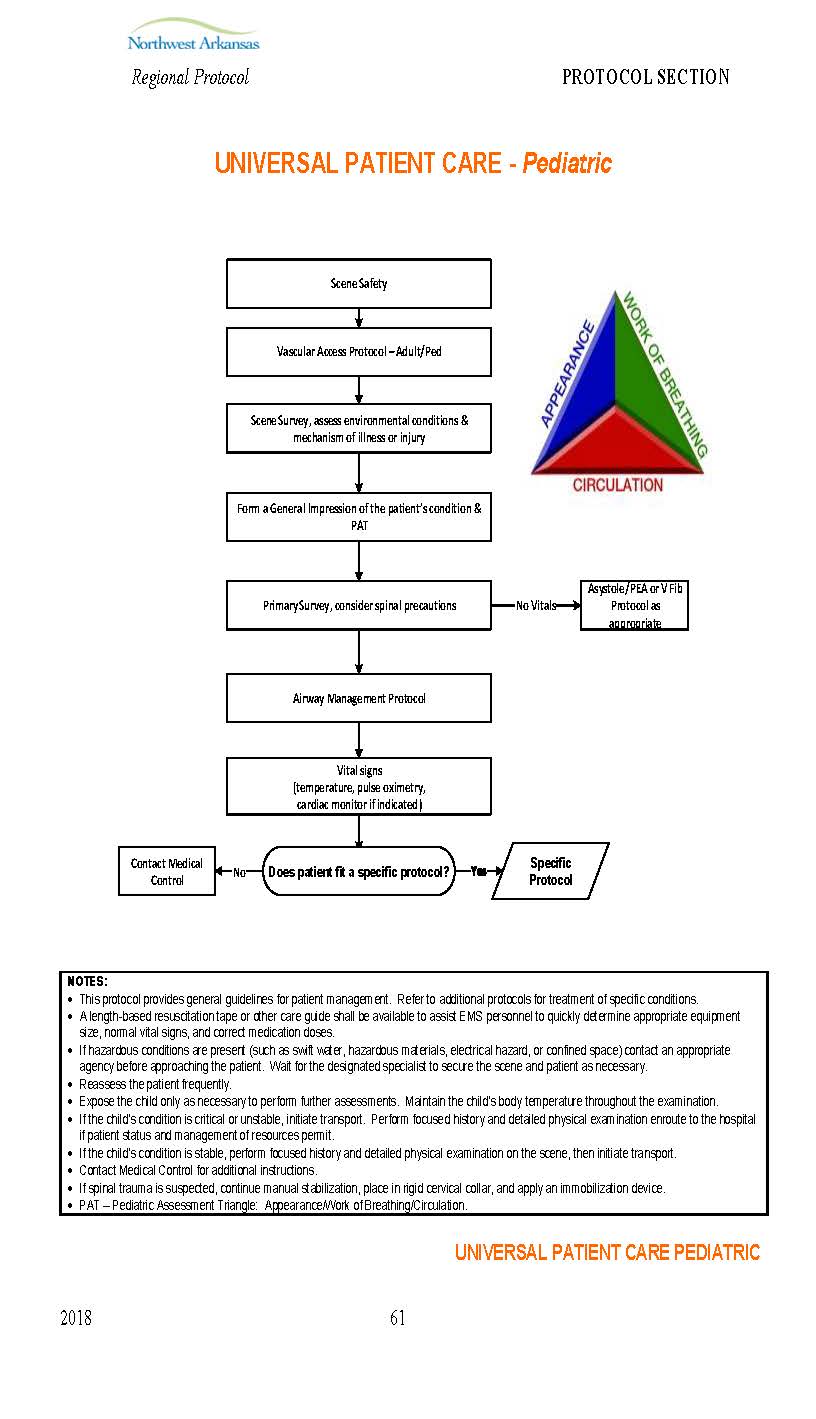 Northwest Arkansas
Regional Protocol
PROTOCOL SECTION
UNIVERSAL PATIENT CARE - Pediatric
Scene Safety
Vascular Access Protocol – Adult/Ped
Scene Survey, assess environmental conditions &
mechanism of illness or injury
Form a General Impression of the patient's condition &
PAT
Primary Survey, consider spinal precautions
No Vitals
Asystole/PEA or V Fib
Protocol as
appropriate
Airway Management Protocol
Vital signs
(temperature, pulse oximetry,
cardiac monitor if indicated)
Contact Medical
Control
No
Does patient fit a specific protocol?
Yes
Specific
Protocol
APPEARANCE
WORK OF BREATHING
CIRCULATION
NOTES:
• This protocol provides general guidelines for patient management. Refer to additional protocols for treatment of specific conditions.
• A length-based resuscitation tape or other care guide shall be available to assist EMS personnel to quickly determine appropriate equipment
size, normal vital signs, and correct medication doses.
• If hazardous conditions are present (such as swift water, hazardous materials, electrical hazard, or confined space) contact an appropriate
agency before approaching the patient. Wait for the designated specialist to secure the scene and patient as necessary.
• Reassess the patient frequently.
• Expose the child only as necessary to perform further assessments. Maintain the child's body temperature throughout the examination.
• If the child's condition is critical or unstable, initiate transport. Perform focused history and detailed physical examination enroute to the hospital
if patient status and management of resources permit.
• If the child's condition is stable, perform focused history and detailed physical examination on the scene, then initiate transport.
• Contact Medical Control for additional instructions.
• If spinal trauma is suspected, continue manual stabilization, place in rigid cervical collar, and apply an immobilization device.
• PAT – Pediatric Assessment Triangle: Appearance/Work of Breathing/Circulation.
UNIVERSAL PATIENT CARE PEDIATRIC
2018
61